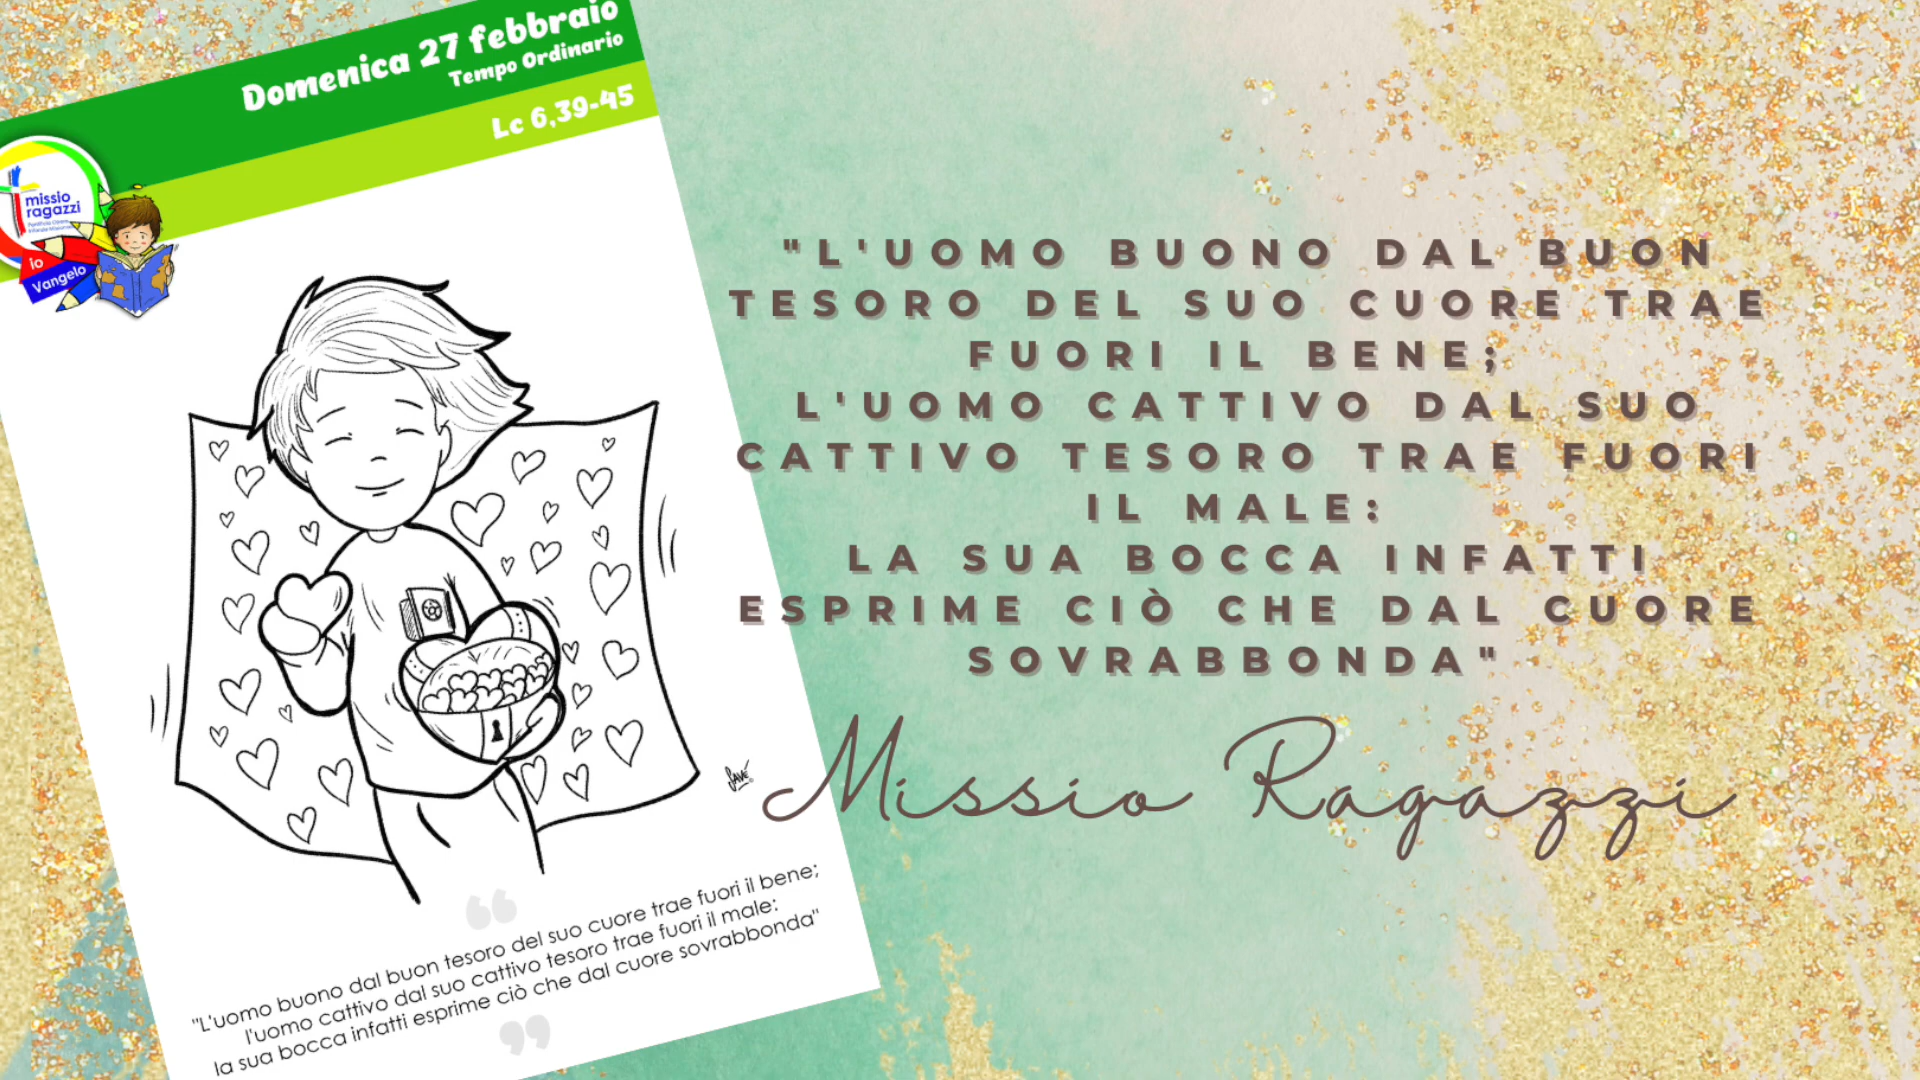 Domenica 27 febbraio
Tempo Ordinario
Lc 6,39-45
missio
ragazzi
io
Vangelo
"L'UOMO BUONO DAL BUON
TESORO DEL SUO CUORE TRAE
FUORI IL BENE;
L'UOMO CATTIVO DAL SUO
CATTIVO TESORO TRAE FUORI
IL MALE:
LA SUA BOCCA INFATTI
ESPRIME CIÒ CHE DAL CUORE
SOVRABBONDA"
Missio Ragazzi
"L'uomo buono dal buon tesoro del suo cuore trae fuori il bene;
l'uomo cattivo dal suo cattivo tesoro trae fuori il male:
la sua bocca infatti esprime ciò che dal cuore sovrabbonda"